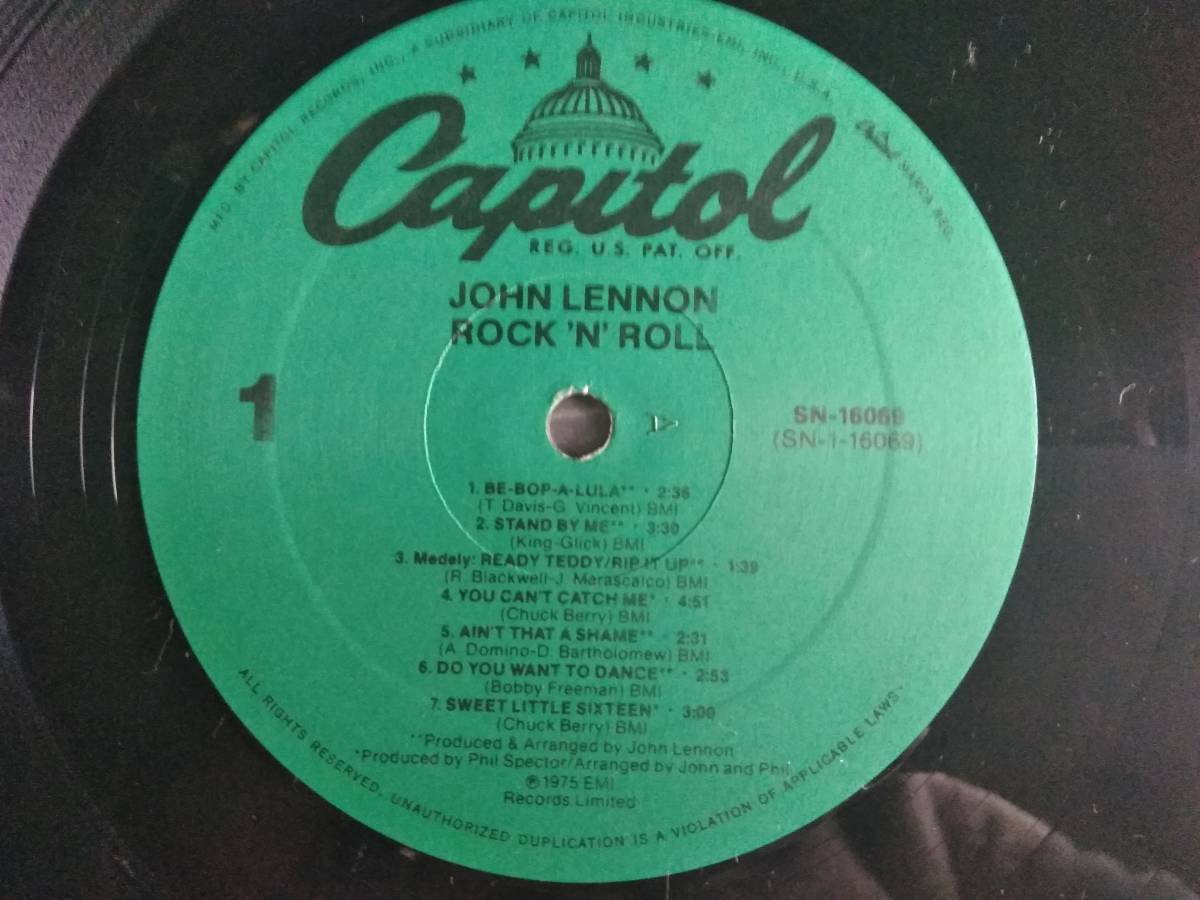 MFD. BY CAPITOL RECORDS, INC., A SUBSIDIARY OF CAPITOL INDUSTRIES-EMI, INC., U.S.A.
Capitol
MARCA REG.
REG. U.S. PAT. OFF.
JOHN LENNON
ROCK 'N' ROLL
1
A
SN-16069
(SN-1-16069)
1. BE-BOP-A-LULA** · 2:36
(T. Davis-G. Vincent) BMI
2. STAND BY ME** · 3:30
(King-Glick) BMI
3. Medely: READY TEDDY/RIP IT UP** · 1:39
(R. Blackwell-J. Marascalco) BMI
4. YOU CAN'T CATCH ME* · 4:51
(Chuck Berry) BMI
5. AIN'T THAT A SHAME** · 2:31
(A. Domino-D. Bartholomew) BMI
6. DO YOU WANT TO DANCE** · 2:53
(Bobby Freeman) BMI
7. SWEET LITTLE SIXTEEN* · 3:00
(Chuck Berry) BMI
**Produced & Arranged by John Lennon
*Produced by Phil Spector/Arranged by John and Phil
℗1975 EMI
Records Limited
ALL RIGHTS RESERVED. UNAUTHORIZED DUPLICATION IS A VIOLATION OF APPLICABLE LAWS.